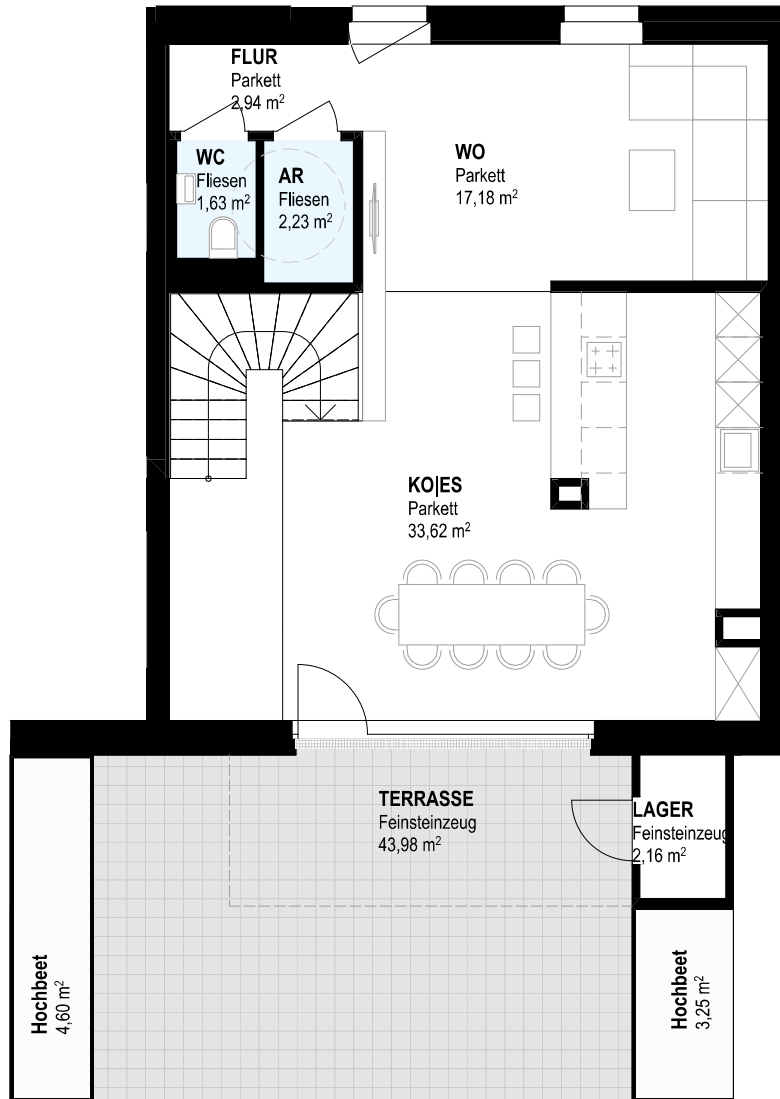 FLUR
Parkett
2,94 m²
WC
Fliesen
1,63 m²
AR
Fliesen
2,23 m²
WO
Parkett
17,18 m²
KO|ES
Parkett
33,62 m²
TERRASSE
Feinsteinzeug
43,98 m²
LAGER
Feinsteinzeug
2,16 m²
Hochbeet
4,60 m²
Hochbeet
3,25 m²